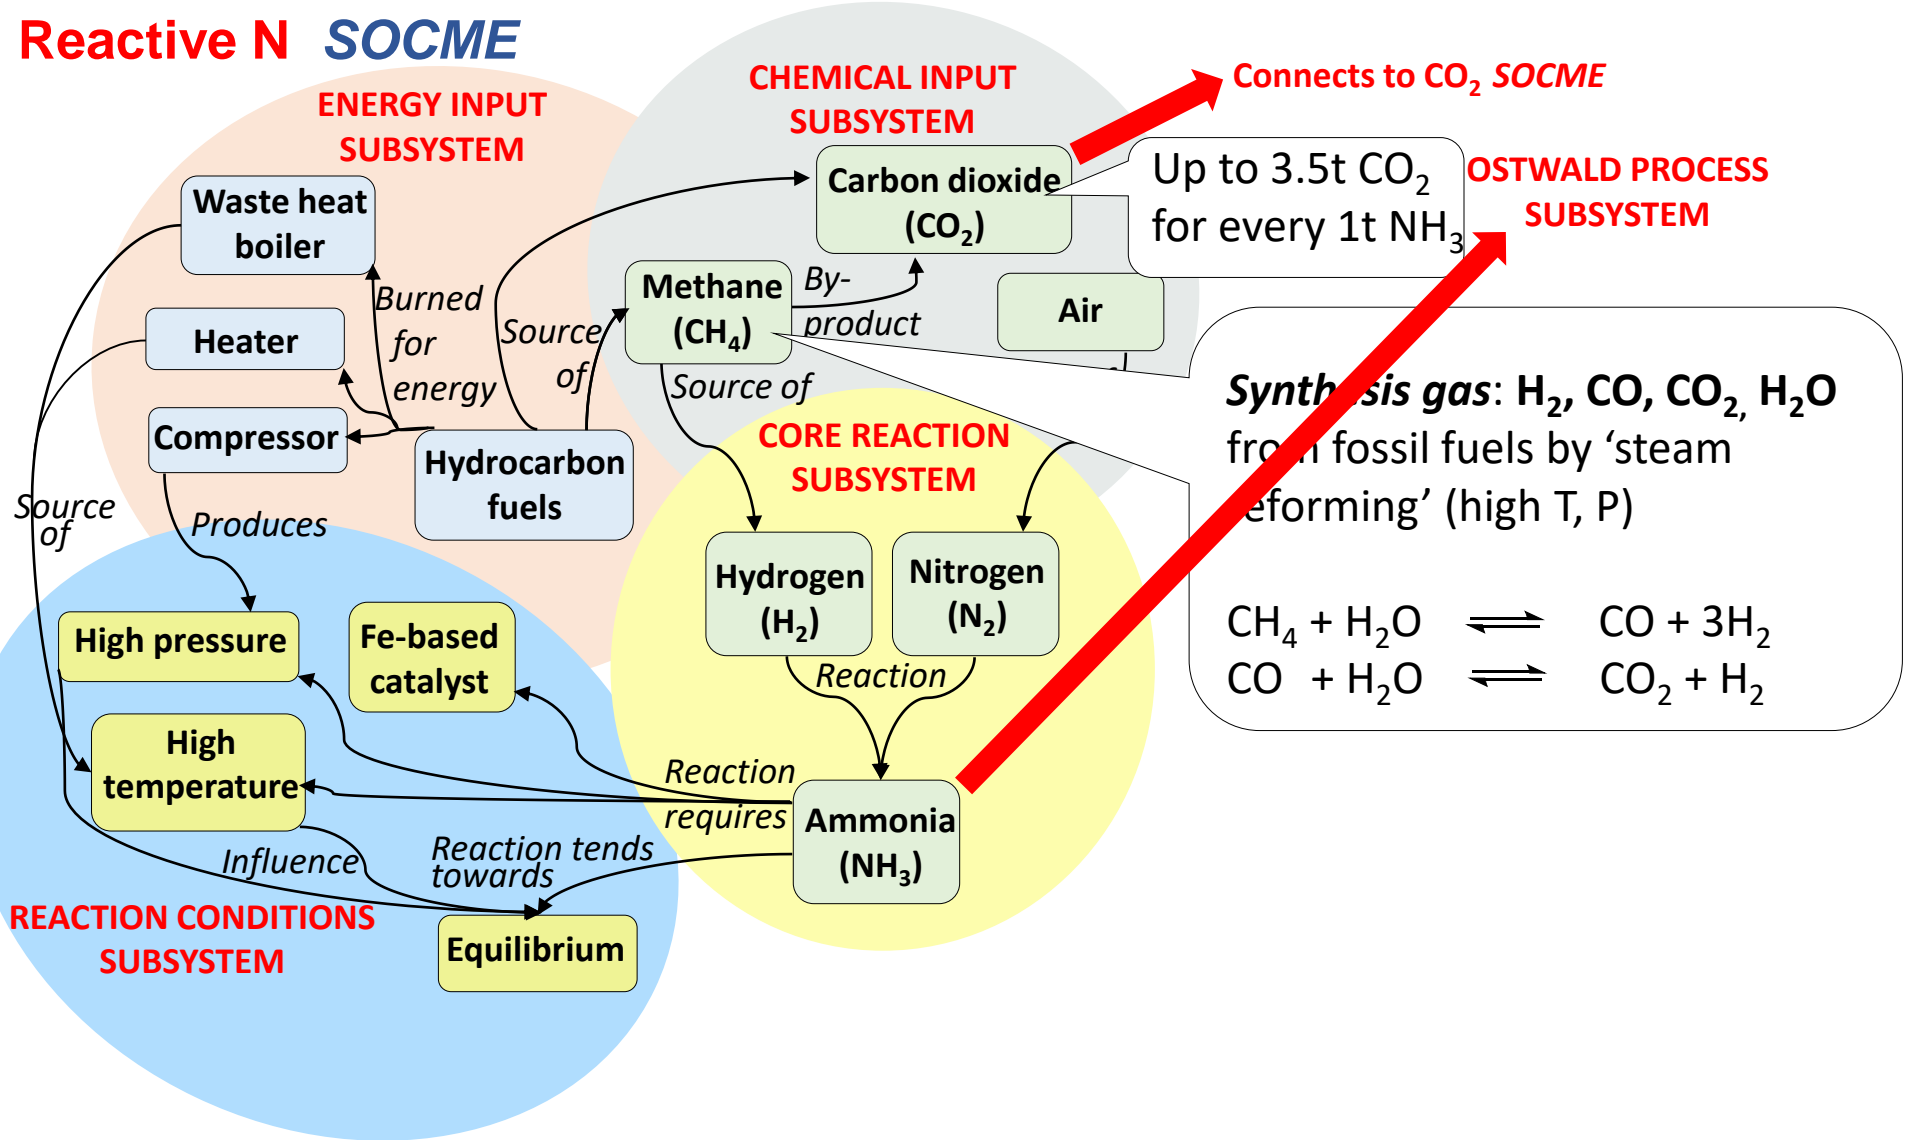 Reactive N SOCME
ENERGY INPUT
SUBSYSTEM
CHEMICAL INPUT
SUBSYSTEM
Connects to CO₂ SOCME
OSTWALD PROCESS
SUBSYSTEM
Up to 3.5t CO₂
for every 1t NH₃
Carbon dioxide
(CO₂)
Waste heat
boiler
Methane
(CH₄)
By-
product
Air
Heater
Burned
for
energy
Source
of
Source of
Compressor
Hydrocarbon
fuels
Source
of
Produces
CORE REACTION
SUBSYSTEM
Synthesis gas: H₂, CO, CO₂, H₂O
from fossil fuels by ‘steam
reforming’ (high T, P)
CH₄ + H₂O ⇌ CO + 3H₂
CO + H₂O ⇌ CO₂ + H₂
Hydrogen
(H₂)
Nitrogen
(N₂)
Reaction
High pressure
Fe-based
catalyst
High
temperature
Reaction
requires
Ammonia
(NH₃)
Influence
Reaction tends
towards
REACTION CONDITIONS
SUBSYSTEM
Equilibrium